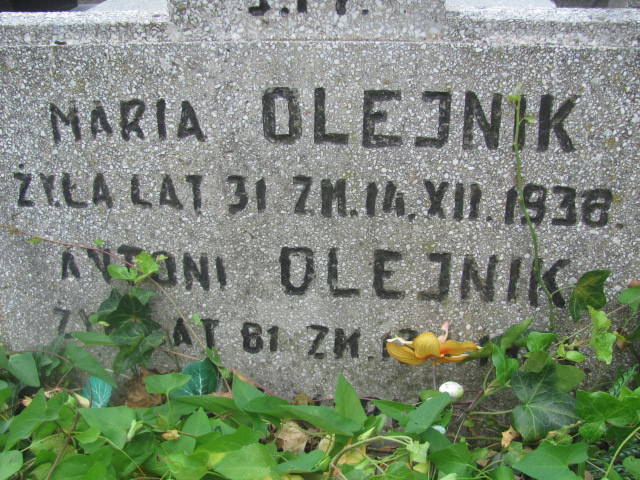 MARIA OLEJNIK
ŻYŁA LAT 31 ZM. 14. XII. 1938.
ANTONI OLEJNIK
LAT 81 ZM.